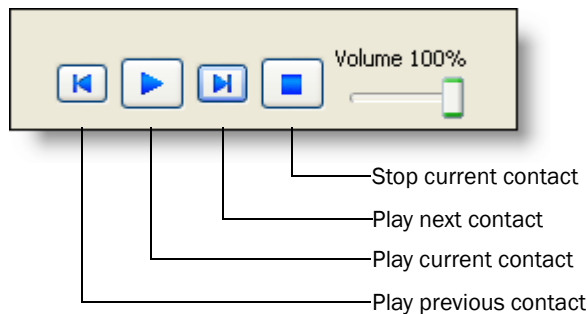 Volume 100%
Stop current contact
Play next contact
Play current contact
Play previous contact